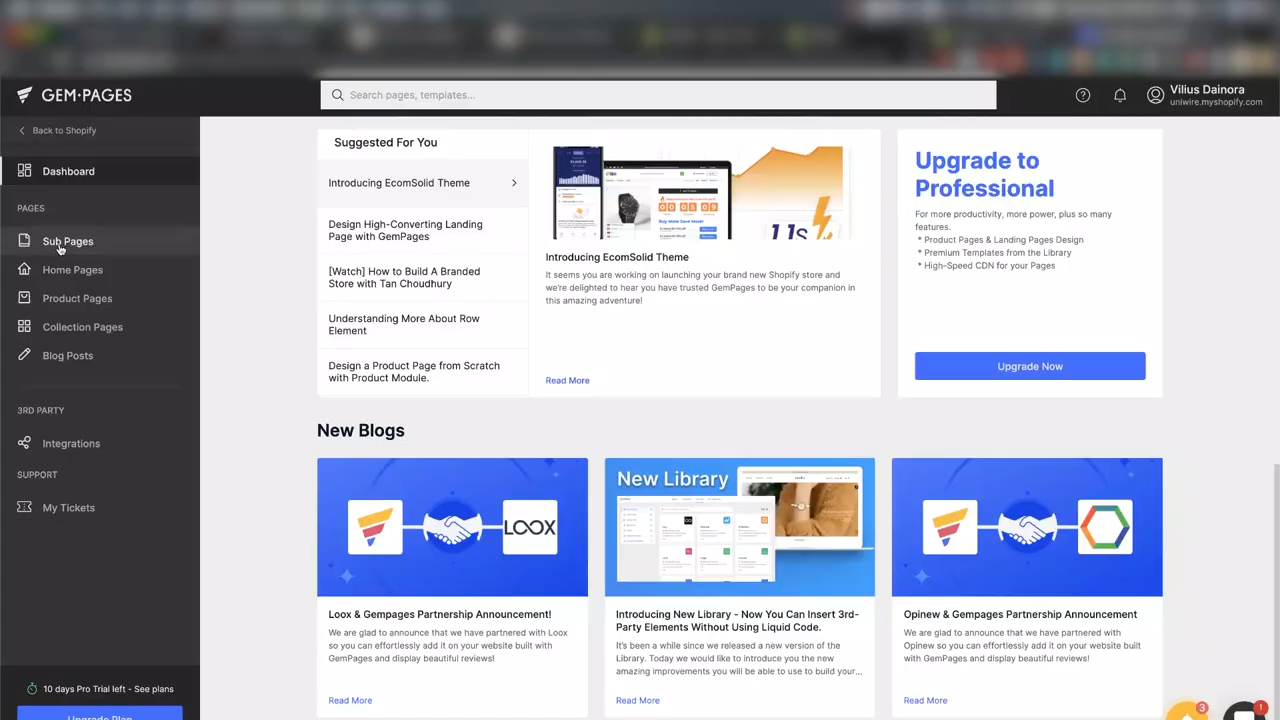 GEM·PAGES
Search pages, templates...
Vilius Dainora
uniwire.myshopify.com
Back to Shopify
Dashboard
PAGES
Sub Pages
Home Pages
Product Pages
Collection Pages
Blog Posts
3RD PARTY
Integrations
SUPPORT
My Tickets
10 days Pro Trial left - See plans
Upgrade Plan
Suggested For You
Introducing EcomSolid Theme
Design High-Converting Landing
Page with GemPages
[Watch] How to Build A Branded
Store with Tan Choudhury
Understanding More About Row
Element
Design a Product Page from Scratch
with Product Module.
1.1s
Introducing EcomSolid Theme
It seems you are working on launching your brand new Shopify store and
we're delighted to hear you have trusted GemPages to be your companion in
this amazing adventure!
Read More
Upgrade to
Professional
For more productivity, more power, plus so many
features.
* Product Pages & Landing Pages Design
* Premium Templates from the Library
* High-Speed CDN for your Pages
Upgrade Now
New Blogs
LOOX
Loox & Gempages Partnership Announcement!
We are glad to announce that we have partnered with Loox
so you can effortlessly add it on your website built with
GemPages and display beautiful reviews!
Read More
New Library
Introducing New Library - Now You Can Insert 3rd-
Party Elements Without Using Liquid Code.
It's been a while since we released a new version of the
Library. Today we would like to introduce you the new
amazing improvements you will be able to use to build your...
Read More
Opinew & Gempages Partnership Announcement
We are glad to announce that we have partnered with
Opinew so you can effortlessly add it on your website built
with GemPages and display beautiful reviews!
Read More
3
1